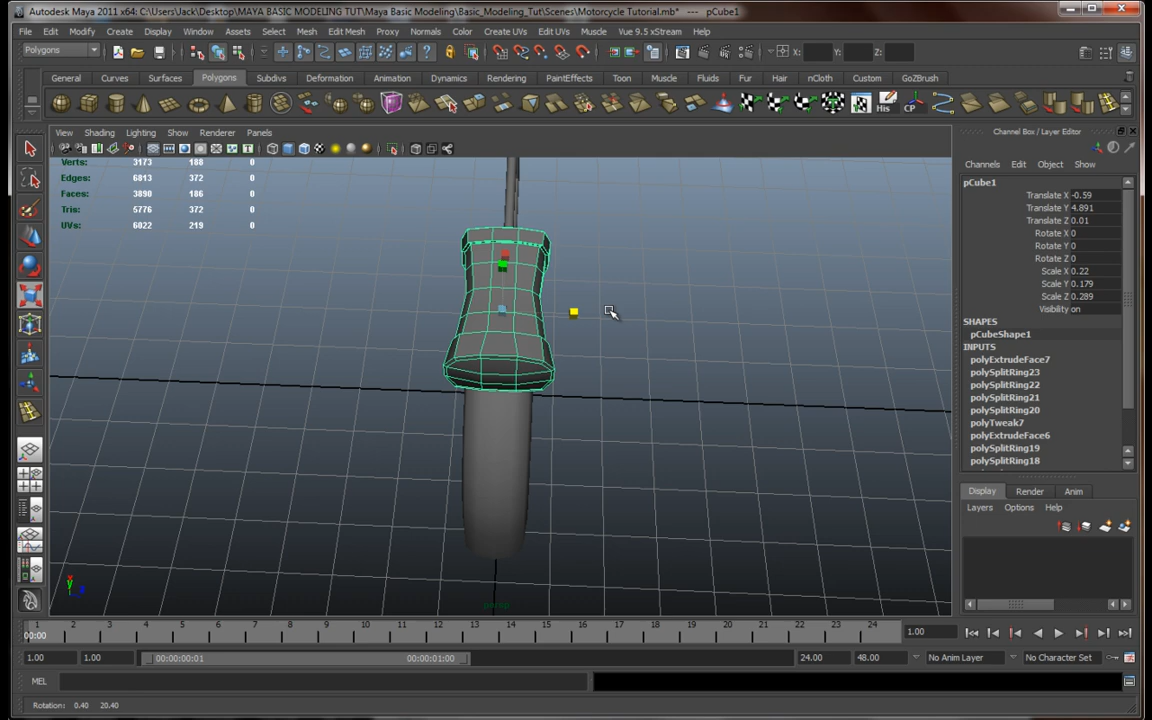 Autodesk Maya 2011 x64: C:\Users\Jack\Desktop\MAYA BASIC MODELING TUT\Maya Basic Modeling\Basic_Modeling_Tut\Scenes\Motorcycle Tutorial.mb* --- pCube1
File Edit Modify Create Display Window Assets Select Mesh Edit Mesh Proxy Normals Color Create UVs Edit UVs Muscle Vue 9.5 xStream Help
Polygons X: Y: Z:
General Curves Surfaces Polygons Subdivs Deformation Animation Dynamics Rendering PaintEffects Toon Muscle Fluids Fur Hair nCloth Custom GoZBrush
His CP
View Shading Lighting Show Renderer Panels
Verts: 3173 188 0
Edges: 6813 372 0
Faces: 3890 186 0
Tris: 5776 372 0
UVs: 6022 219 0
persp
Channel Box / Layer Editor
Channels Edit Object Show
pCube1
Translate X -0.59
Translate Y 4.891
Translate Z 0.01
Rotate X 0
Rotate Y 0
Rotate Z 0
Scale X 0.22
Scale Y 0.179
Scale Z 0.289
Visibility on
SHAPES
pCubeShape1
INPUTS
polyExtrudeFace7
polySplitRing23
polySplitRing22
polySplitRing21
polySplitRing20
polyTweak7
polyExtrudeFace6
polySplitRing19
polySplitRing18
Display Render Anim
Layers Options Help
1 2 3 4 5 6 7 8 9 10 11 12 13 14 15 16 17 18 19 20 21 22 23 24
00:00 1.00
1.00 1.00 00:00:00:01 00:00:01:00 24.00 48.00 No Anim Layer No Character Set
MEL
Rotation: 0.40 20.40